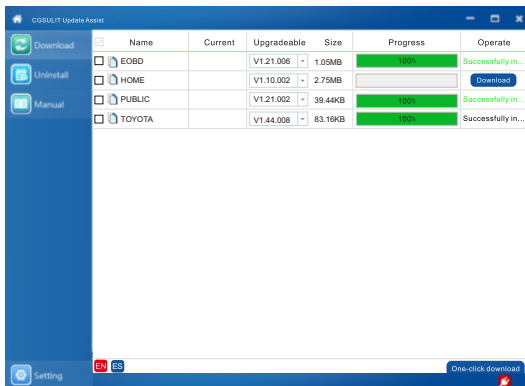 CGSULIT Update Assist
Download
Uninstall
Manual
Setting
Name Current Upgradeable Size Progress Operate
EOBD V1.21.006 1.05MB 100% Successfully in...
HOME V1.10.002 2.75MB Download
PUBLIC V1.21.002 39.44KB 100% Successfully in...
TOYOTA V1.44.008 83.16KB 100% Successfully in...
EN ES
One-click download